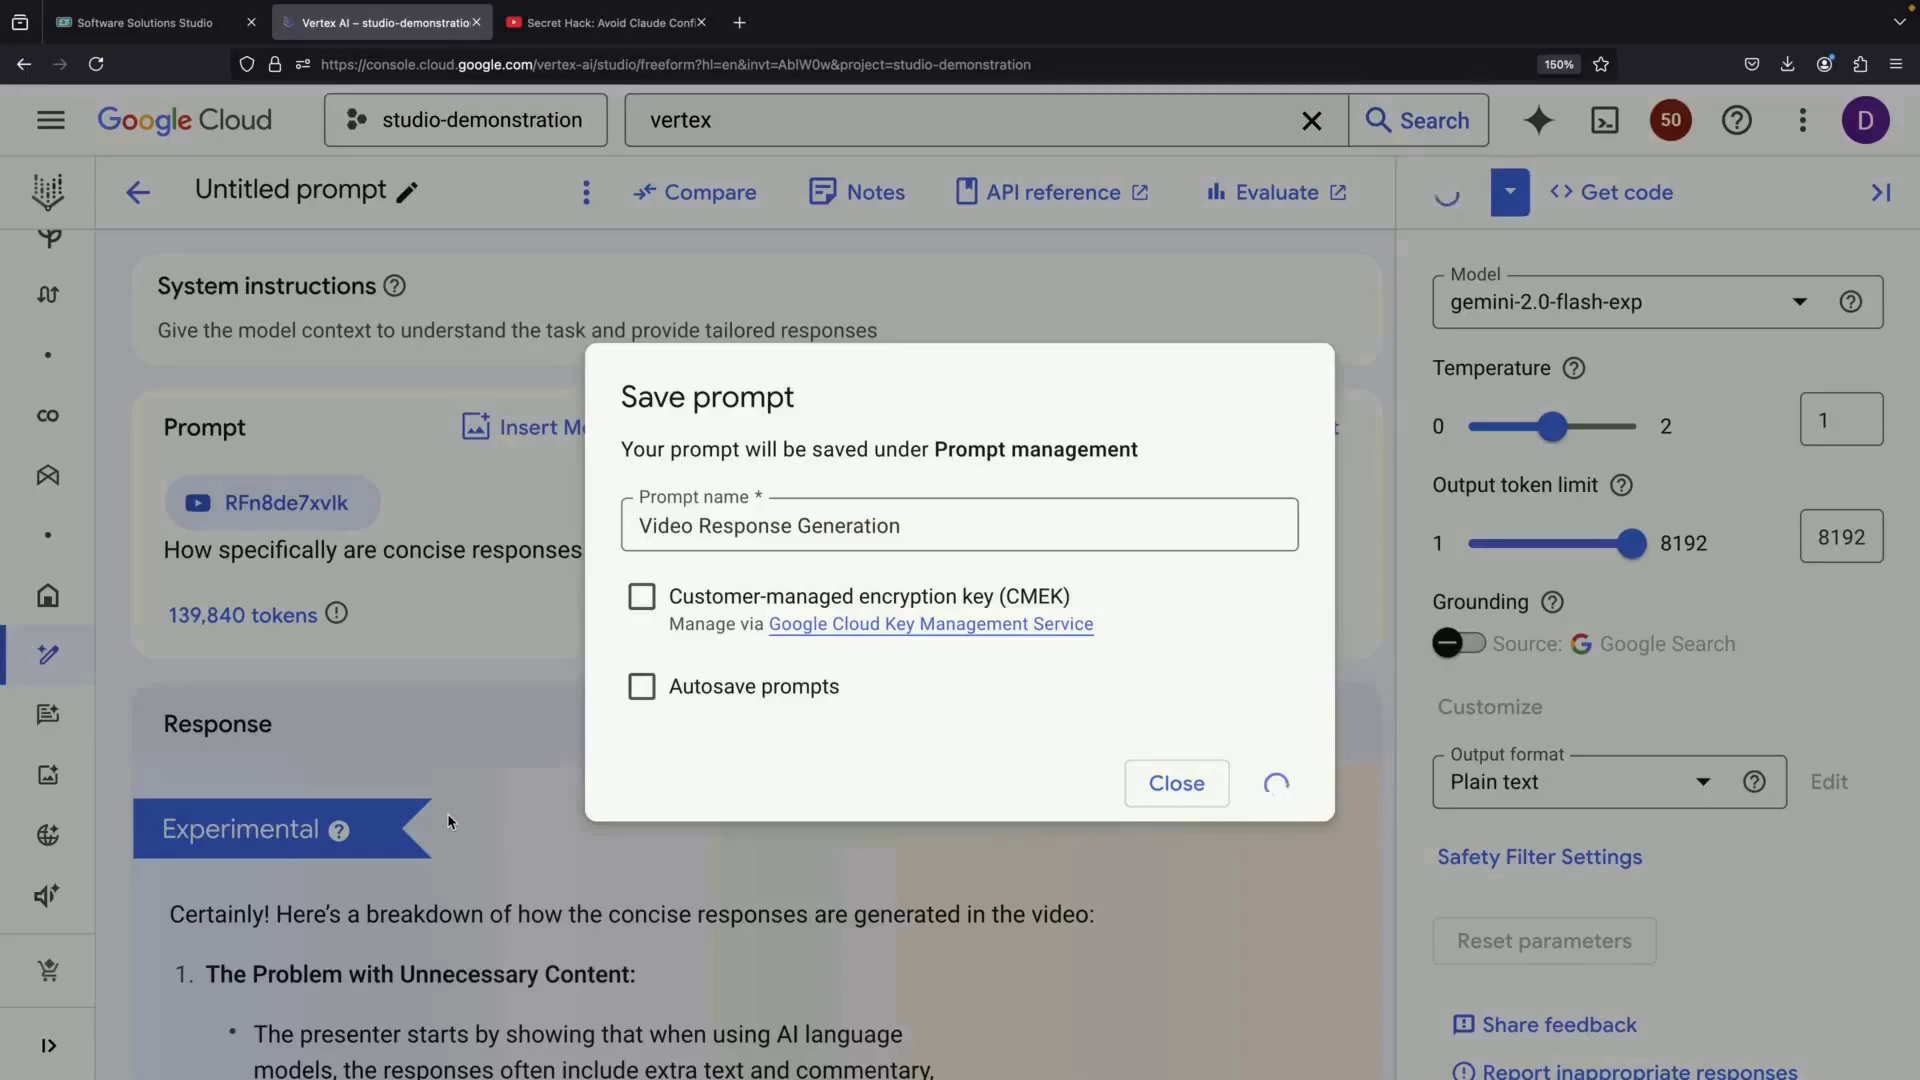 Software Solutions Studio
Vertex AI – studio-demonstratio
Secret Hack: Avoid Claude Conf
https://console.cloud.google.com/vertex-ai/studio/freeform?hl=en&invt=AblW0w&project=studio-demonstration
150%
Google Cloud
studio-demonstration
vertex
Search
50
D
Untitled prompt
Compare
Notes
API reference
Evaluate
Get code
System instructions
Give the model context to understand the task and provide tailored responses
Prompt
Insert Me
RFn8de7xvIk
How specifically are concise responses
139,840 tokens
Response
Experimental
Certainly! Here's a breakdown of how the concise responses are generated in the video:
1. The Problem with Unnecessary Content:
• The presenter starts by showing that when using AI language
models, the responses often include extra text and commentary,
Save prompt
Your prompt will be saved under Prompt management
Prompt name *
Video Response Generation
Customer-managed encryption key (CMEK)
Manage via Google Cloud Key Management Service
Autosave prompts
Close
Model
gemini-2.0-flash-exp
Temperature
0
2
1
Output token limit
1
8192
8192
Grounding
Source: Google Search
Customize
Output format
Plain text
Edit
Safety Filter Settings
Reset parameters
Share feedback
Report inappropriate responses